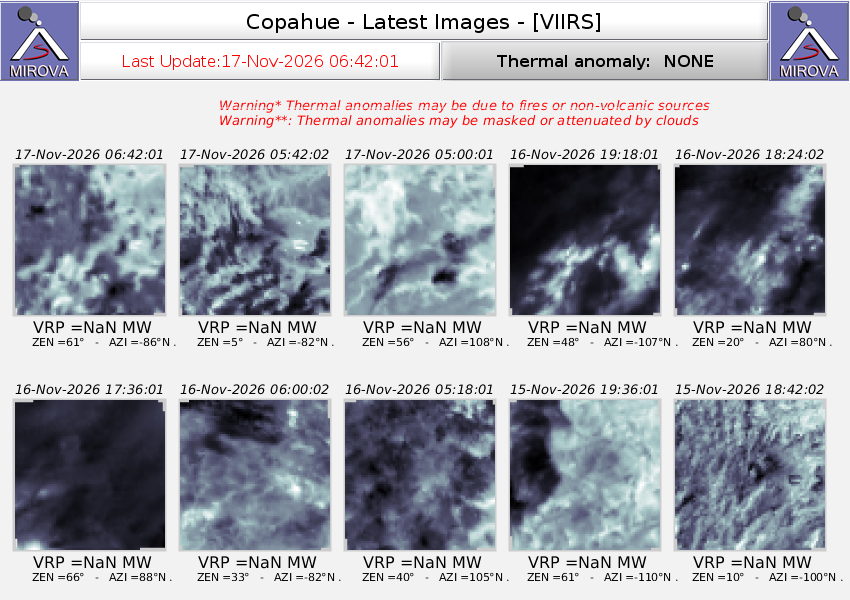 Copahue - Latest Images - [VIIRS]
MIROVA
Last Update:17-Nov-2026 06:42:01
Thermal anomaly: NONE
MIROVA
Warning* Thermal anomalies may be due to fires or non-volcanic sources
Warning**: Thermal anomalies may be masked or attenuated by clouds
17-Nov-2026 06:42:01 17-Nov-2026 05:42:02 17-Nov-2026 05:00:01 16-Nov-2026 19:18:01 16-Nov-2026 18:24:02
VRP =NaN MW VRP =NaN MW VRP =NaN MW VRP =NaN MW VRP =NaN MW
ZEN =61° - AZI =-86°N . ZEN =5° - AZI =-82°N . ZEN =56° - AZI =108°N . ZEN =48° - AZI =-107°N . ZEN =20° - AZI =80°N .
16-Nov-2026 17:36:01 16-Nov-2026 06:00:02 16-Nov-2026 05:18:01 15-Nov-2026 19:36:01 15-Nov-2026 18:42:02
VRP =NaN MW VRP =NaN MW VRP =NaN MW VRP =NaN MW VRP =NaN MW
ZEN =66° - AZI =88°N . ZEN =33° - AZI =-82°N . ZEN =40° - AZI =105°N . ZEN =61° - AZI =-110°N . ZEN =10° - AZI =-100°N .